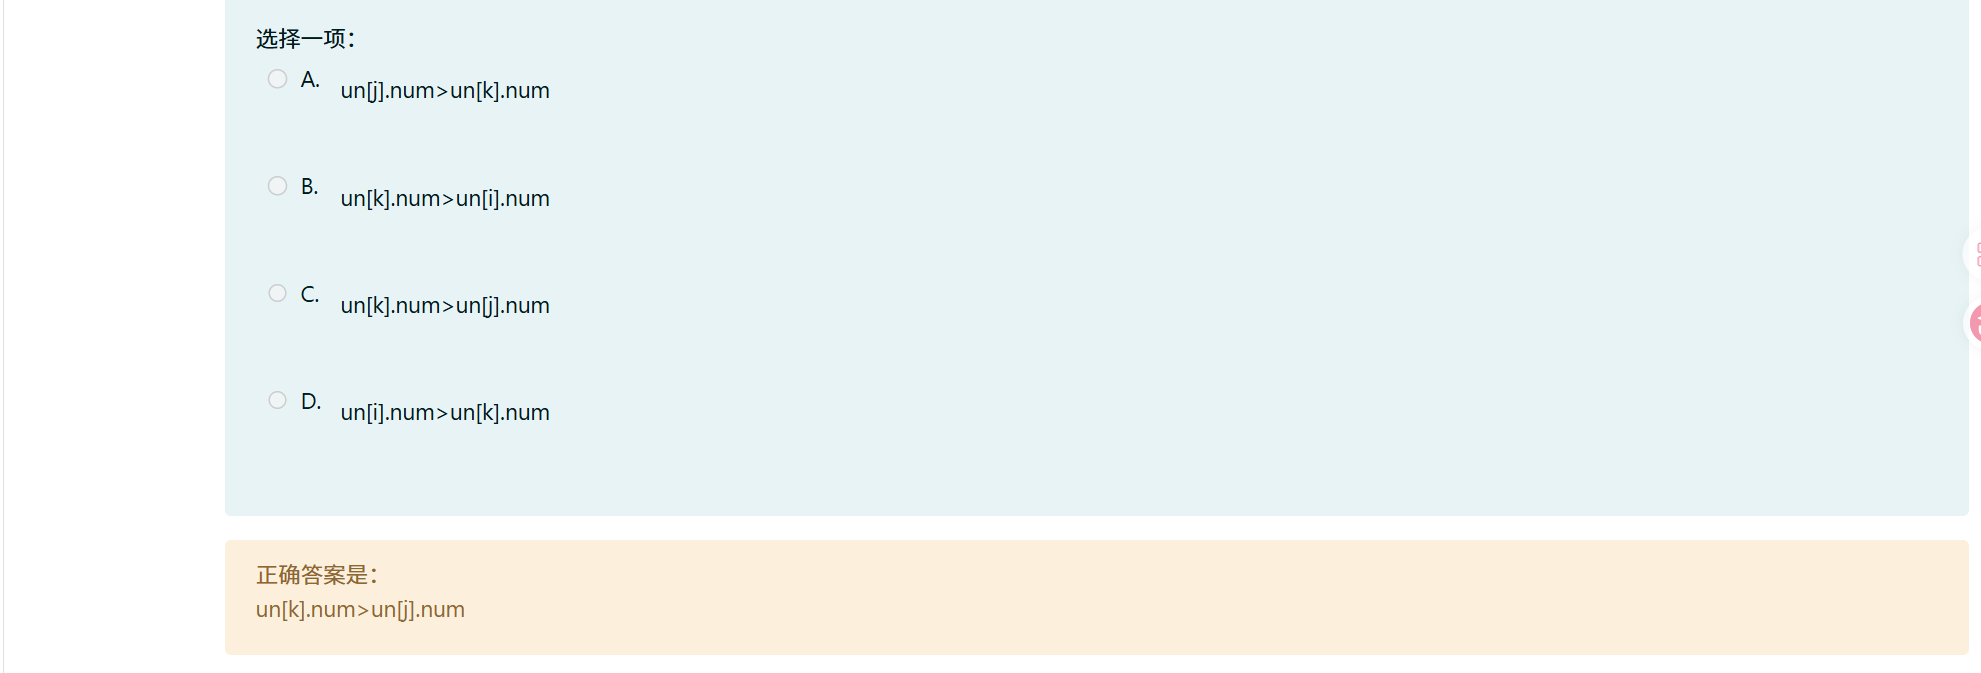 选择一项：
A. un[j].num>un[k].num
B. un[k].num>un[i].num
C. un[k].num>un[j].num
D. un[i].num>un[k].num
正确答案是：
un[k].num>un[j].num